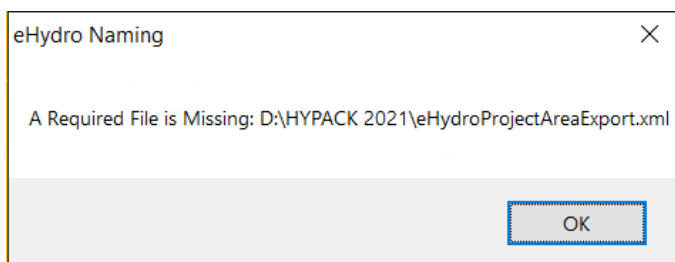 eHydro Naming
A Required File is Missing: D:\HYPACK 2021\eHydroProjectAreaExport.xml
OK